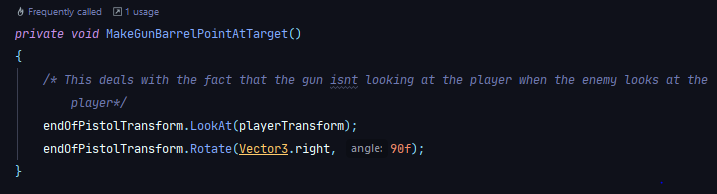 Frequently called 1 usage
private void MakeGunBarrelPointAtTarget()
{
/* This deals with the fact that the gun isnt looking at the player when the enemy looks at the
player*/
endOfPistolTransform.LookAt(playerTransform);
endOfPistolTransform.Rotate(Vector3.right, angle: 90f);
}